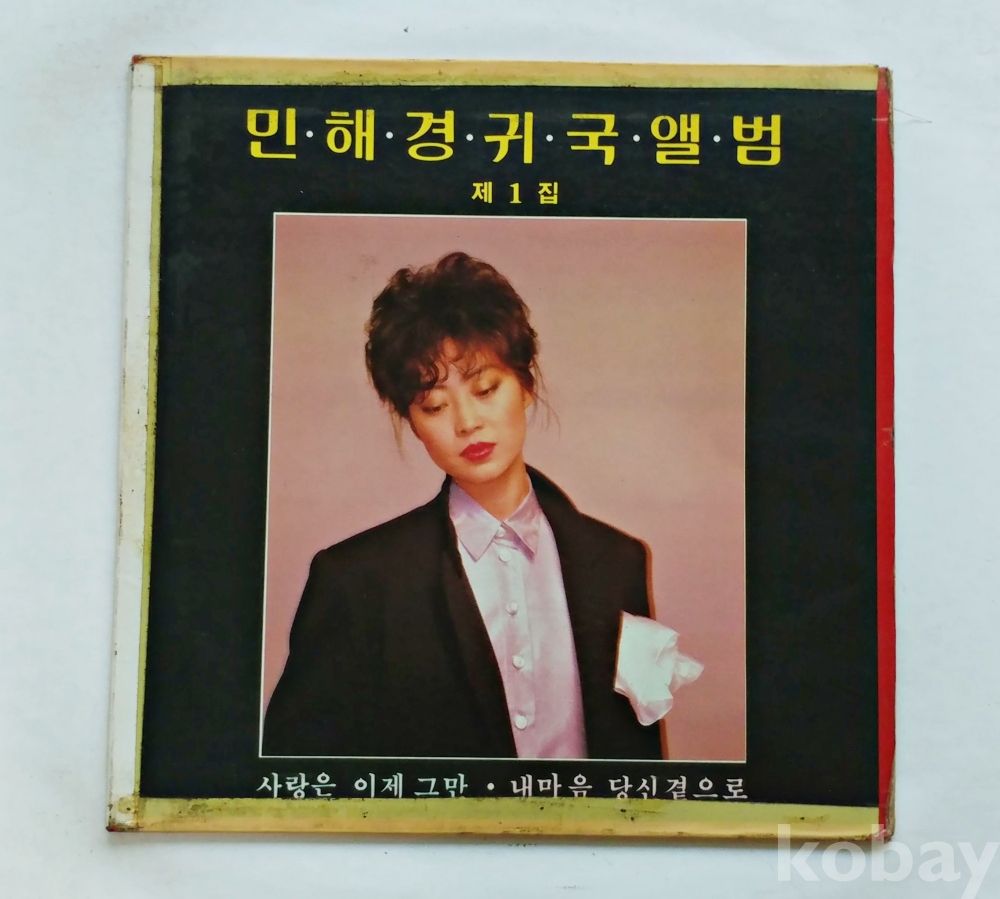 민·해·경·귀·국·앨·범
제 1 집
사랑은 이제 그만 · 내마음 당신곁으로
kobay